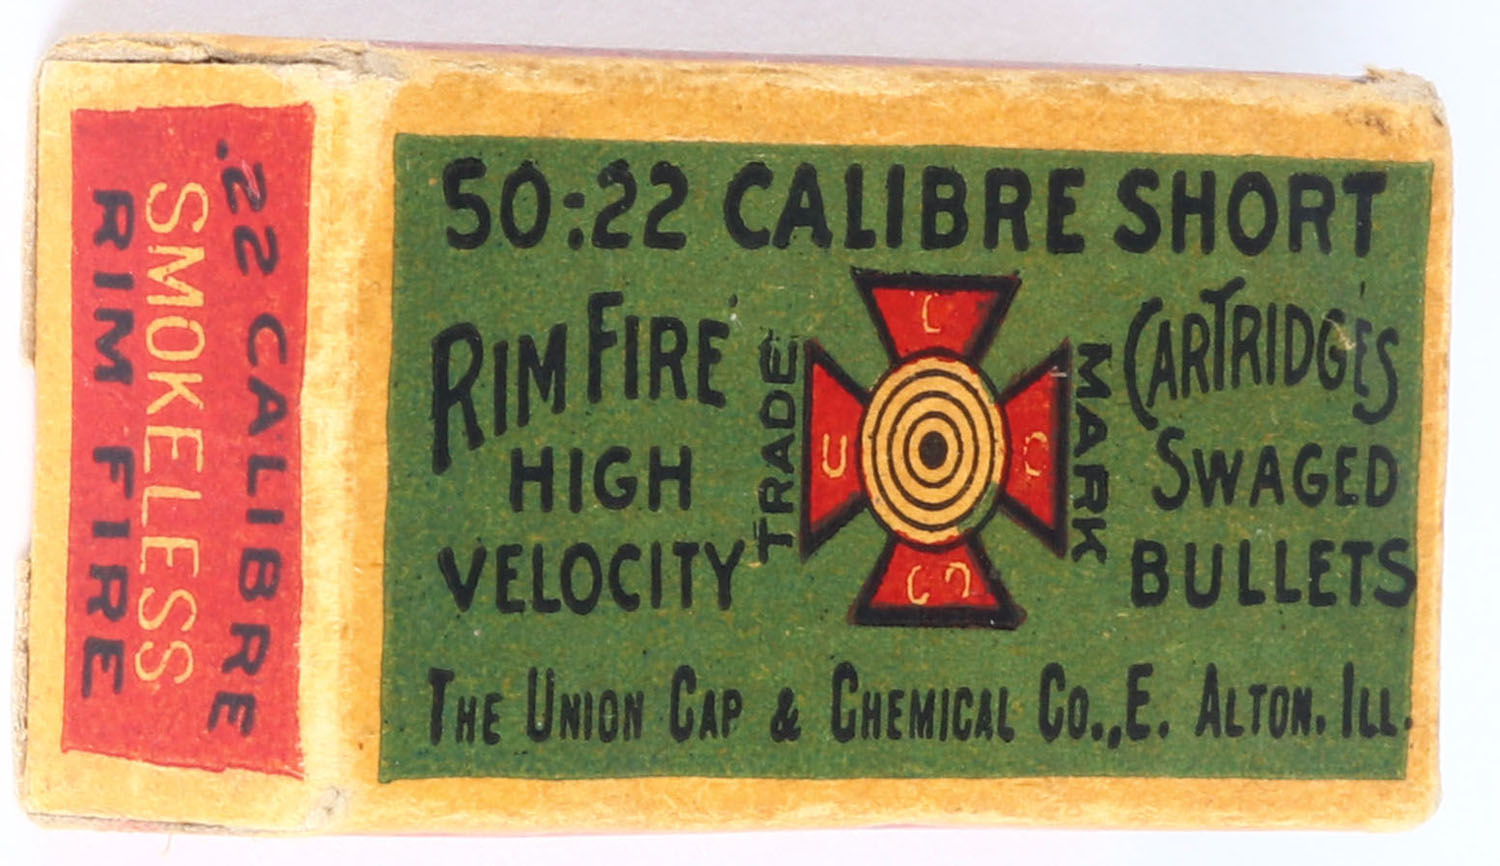 .22 CALIBRE
SMOKELESS
RIM FIRE
50:22 CALIBRE SHORT
RIM FIRE
HIGH
VELOCITY
TRADE
MARK
C
U
CARTRIDGES
SWAGED
BULLETS
THE UNION CAP & CHEMICAL CO., E. ALTON. ILL.